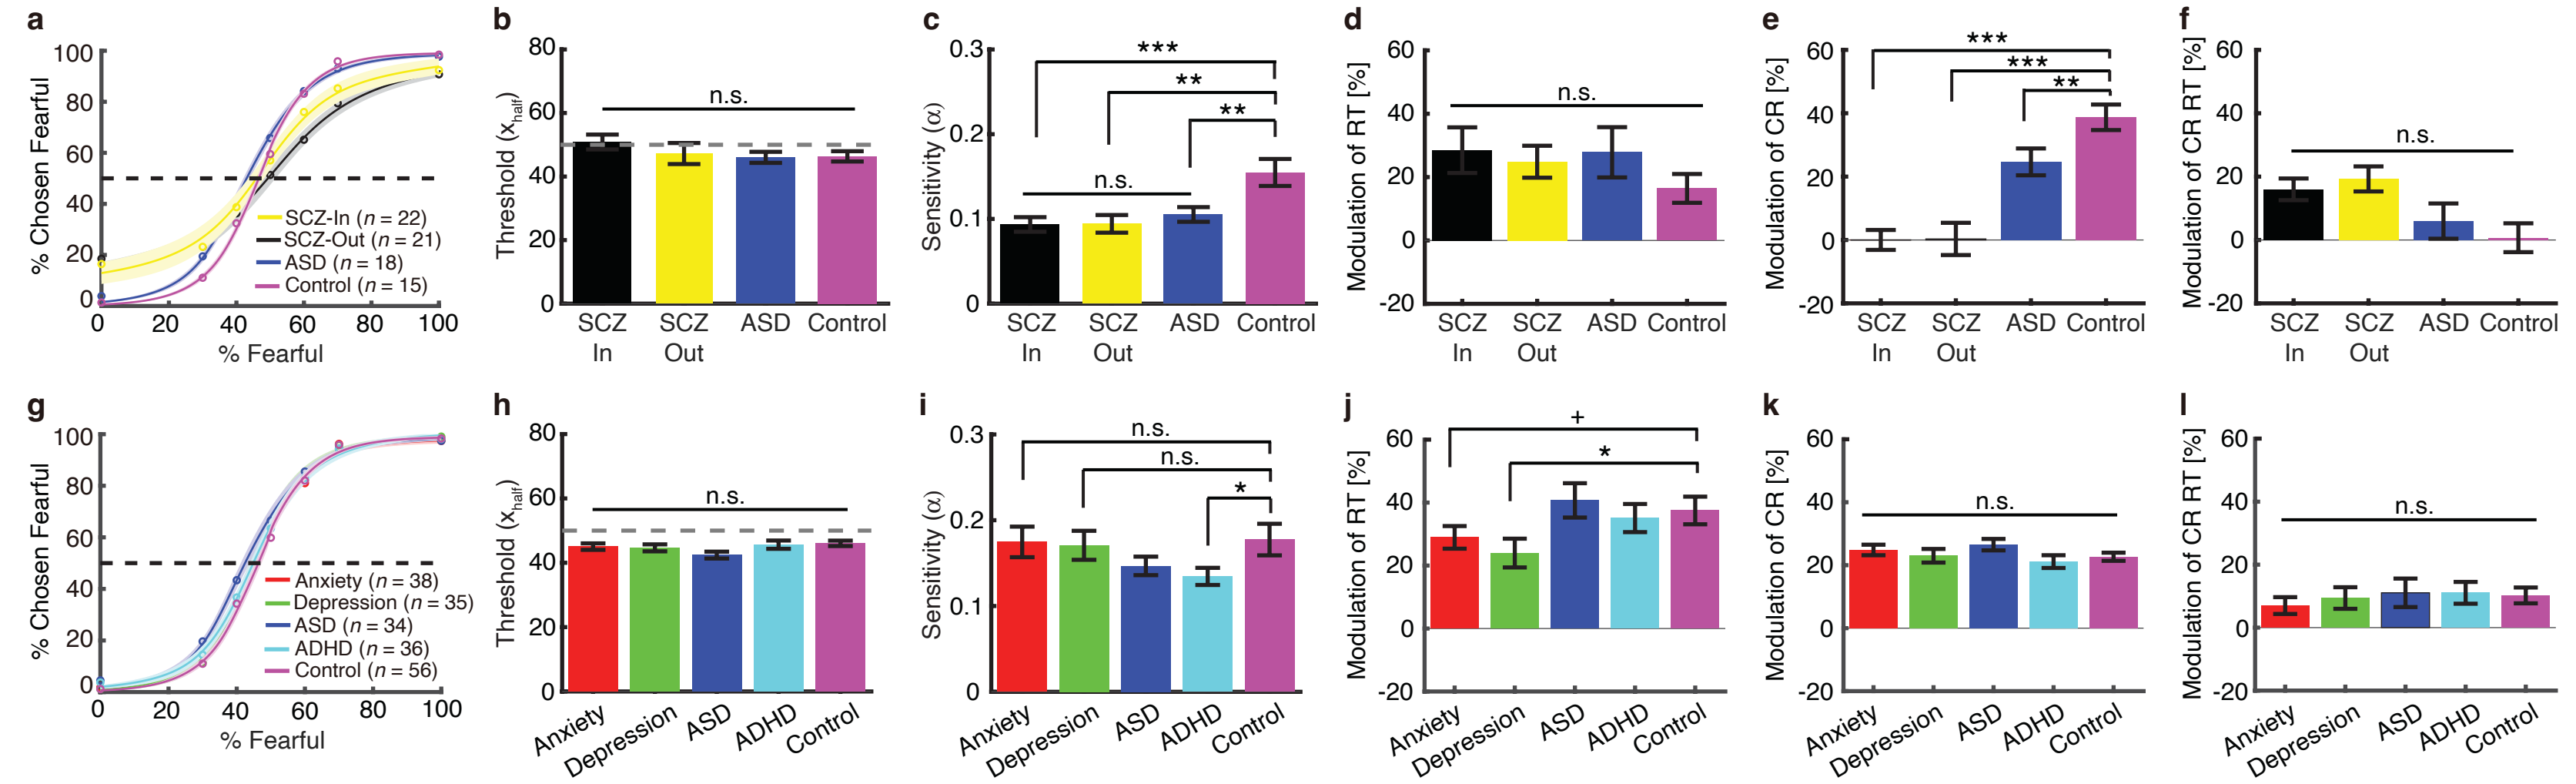 a
% Chosen Fearful
100
80
60
40
20
0
SCZ-In (n = 22)
SCZ-Out (n = 21)
ASD (n = 18)
Control (n = 15)
0 20 40 60 80 100
% Fearful
b
Threshold (xhalf)
80
60
40
20
0
n.s.
SCZ In
SCZ Out
ASD
Control
c
Sensitivity (α)
0.3
0.2
0.1
0
***
**
**
n.s.
SCZ In
SCZ Out
ASD
Control
d
Modulation of RT [%]
60
40
20
0
-20
n.s.
SCZ In
SCZ Out
ASD
Control
e
Modulation of CR [%]
60
40
20
0
-20
***
***
**
SCZ In
SCZ Out
ASD
Control
f
Modulation of CR RT [%]
60
40
20
0
-20
n.s.
SCZ In
SCZ Out
ASD
Control
g
% Chosen Fearful
100
80
60
40
20
0
Anxiety (n = 38)
Depression (n = 35)
ASD (n = 34)
ADHD (n = 36)
Control (n = 56)
0 20 40 60 80 100
% Fearful
h
Threshold (xhalf)
80
60
40
20
0
n.s.
Anxiety
Depression
ASD
ADHD
Control
i
Sensitivity (α)
0.3
0.2
0.1
0
n.s.
n.s.
*
Anxiety
Depression
ASD
ADHD
Control
j
Modulation of RT [%]
60
40
20
0
-20
+
*
Anxiety
Depression
ASD
ADHD
Control
k
Modulation of CR [%]
60
40
20
0
-20
n.s.
Anxiety
Depression
ASD
ADHD
Control
l
Modulation of CR RT [%]
60
40
20
0
-20
n.s.
Anxiety
Depression
ASD
ADHD
Control